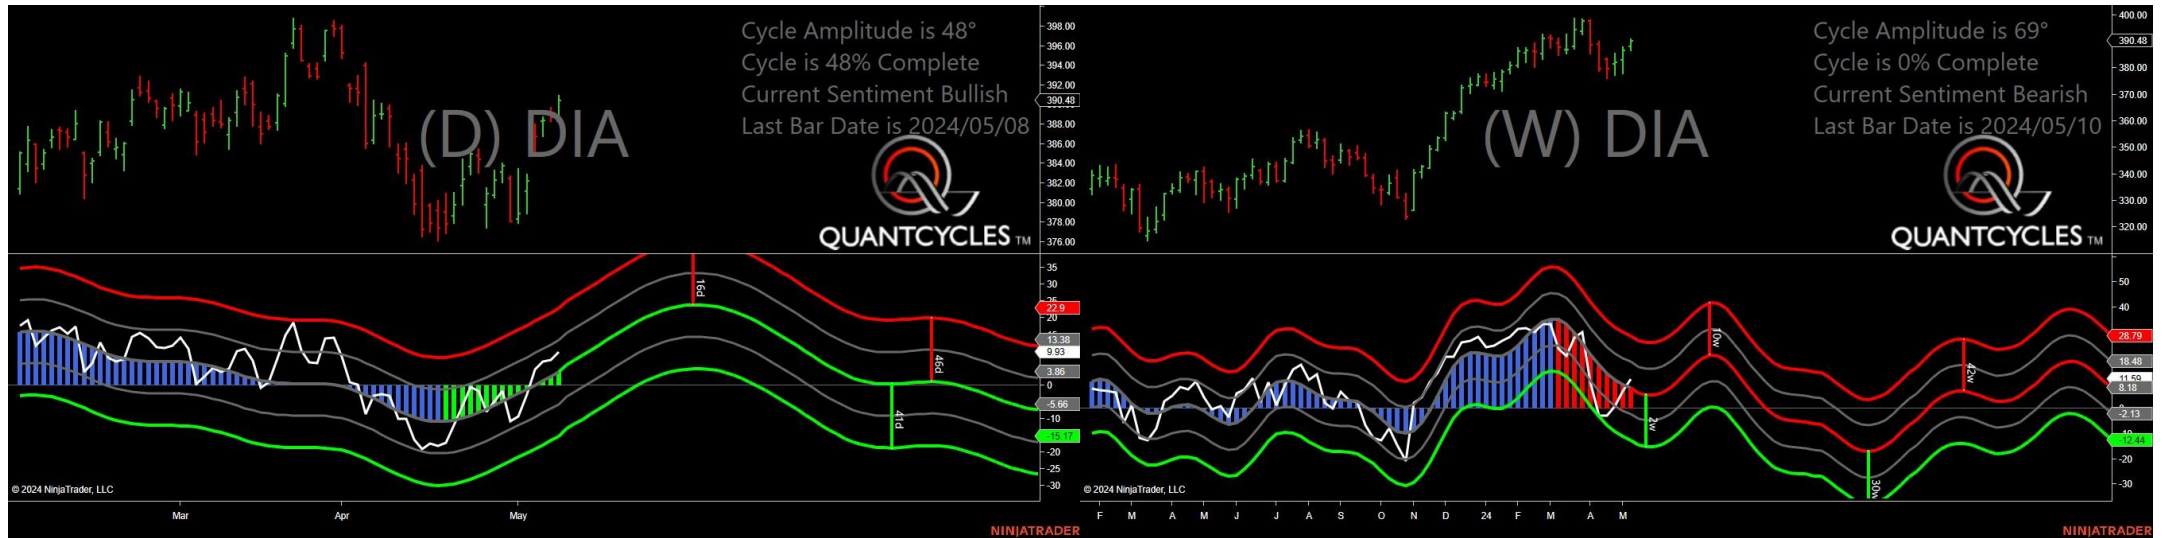 Cycle Amplitude is 48°
Cycle is 48% Complete
Current Sentiment Bullish
Last Bar Date is 2024/05/08
(D) DIA
QUANTCYCLES TM
398.00
396.00
394.00
392.00
390.48
388.00
386.00
384.00
382.00
380.00
378.00
376.00
35
30
25
22.9
20
13.38
9.93
3.86
0
-5.66
-10
-15.17
-20
-25
-30
16d
46d
41d
© 2024 NinjaTrader, LLC
Mar Apr May
NINJATRADER
Cycle Amplitude is 69°
Cycle is 0% Complete
Current Sentiment Bearish
Last Bar Date is 2024/05/10
(W) DIA
QUANTCYCLES TM
400.00
390.48
380.00
370.00
360.00
350.00
340.00
330.00
320.00
50
40
28.79
18.48
11.59
8.18
-2.13
-12.44
-20
-30
10w
42w
2w
30w
© 2024 NinjaTrader, LLC
F M A M J J A S O N D 24 F M A M
NINJATRADER